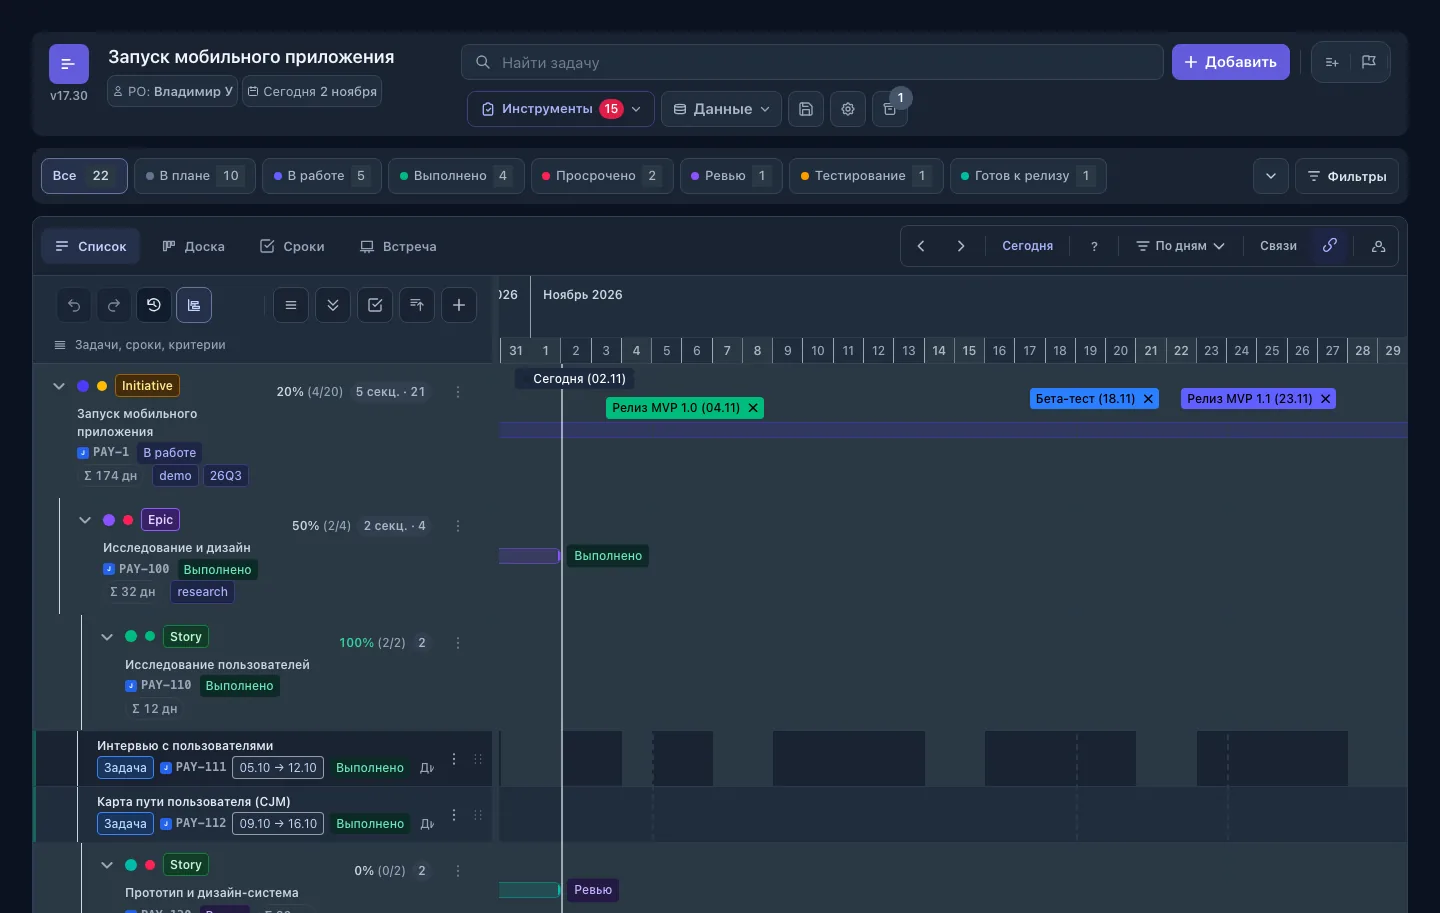 Запуск мобильного приложения
v17.30
PO: Владимир У
Сегодня 2 ноября
Найти задачу
Добавить
Инструменты 15
Данные
1
Все 22
В плане 10
В работе 5
Выполнено 4
Просрочено 2
Ревью 1
Тестирование 1
Готов к релизу 1
Фильтры
Список
Доска
Сроки
Встреча
Сегодня
?
По дням
Связи
Задачи, сроки, критерии
026
Ноябрь 2026
31 1 2 3 4 5 6 7 8 9 10 11 12 13 14 15 16 17 18 19 20 21 22 23 24 25 26 27 28 29
Сегодня (02.11)
Релиз MVP 1.0 (04.11)
Бета-тест (18.11)
Релиз MVP 1.1 (23.11)
Initiative
20% (4/20) 5 секц. · 21
Запуск мобильного
приложения
PAY-1 В работе
Σ 174 дн demo 26Q3
Epic
50% (2/4) 2 секц. · 4
Исследование и дизайн
PAY-100 Выполнено
Σ 32 дн research
Выполнено
Story
100% (2/2) 2
Исследование пользователей
PAY-110 Выполнено
Σ 12 дн
Интервью с пользователями
Задача PAY-111 05.10 → 12.10 Выполнено
Карта пути пользователя (CJM)
Задача PAY-112 09.10 → 16.10 Выполнено
Story
0% (0/2) 2
Прототип и дизайн-система
Ревью